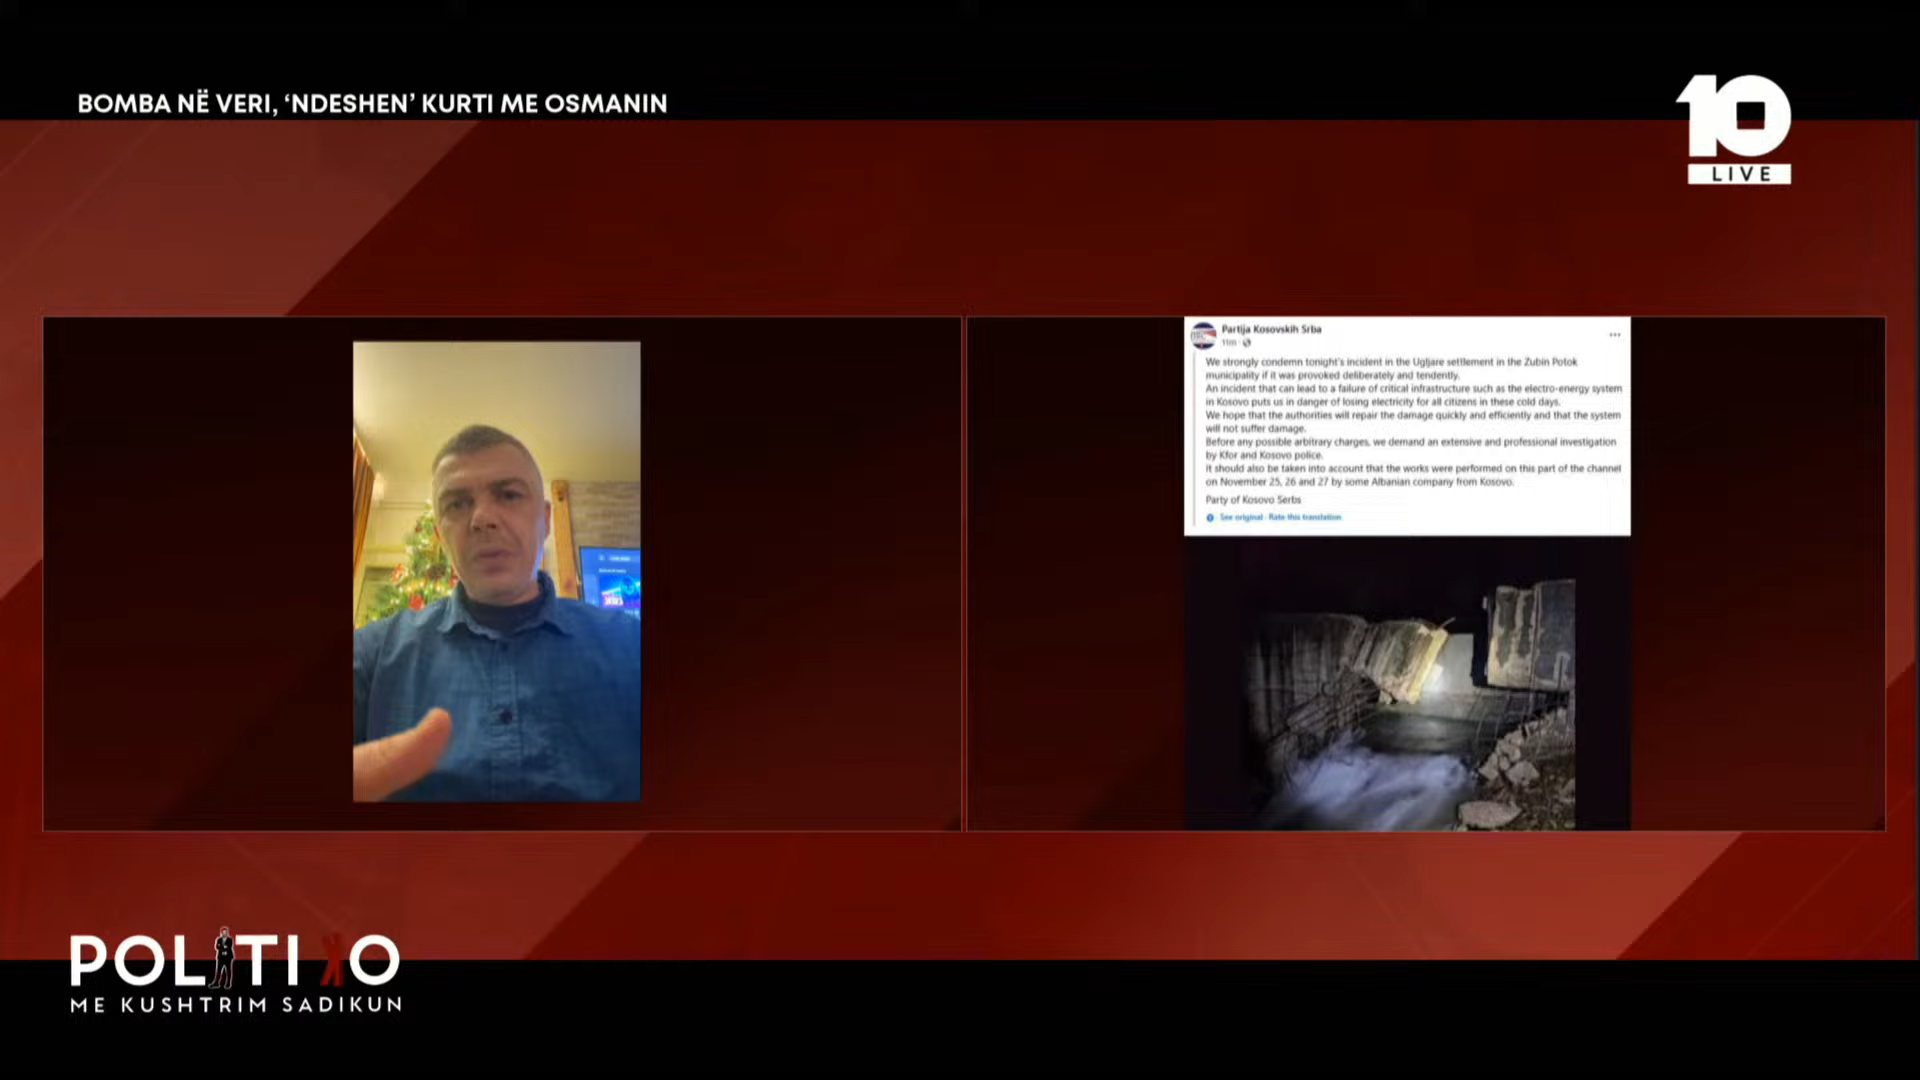 BOMBA NË VERI, ‘NDESHEN’ KURTI ME OSMANIN
10
LIVE
Partija Kosovskih Srba
We strongly condemn tonight's incident in the Ugljare settlement in the Zubin Potok
municipality if it was provoked deliberately and tendently.
An incident that can lead to a failure of critical infrastructure such as the electro-energy system
in Kosovo puts us in danger of losing electricity for all citizens in these cold days.
We hope that the authorities will repair the damage quickly and efficiently and that the system
will not suffer damage.
Before any possible arbitrary charges, we demand an extensive and professional investigation
by Kfor and Kosovo police.
It should also be taken into account that the works were performed on this part of the channel
on November 25, 26 and 27 by some Albanian company from Kosovo.
Party of Kosovo Serbs
See original · Rate this translation
POLITIKO
ME KUSHTRIM SADIKUN